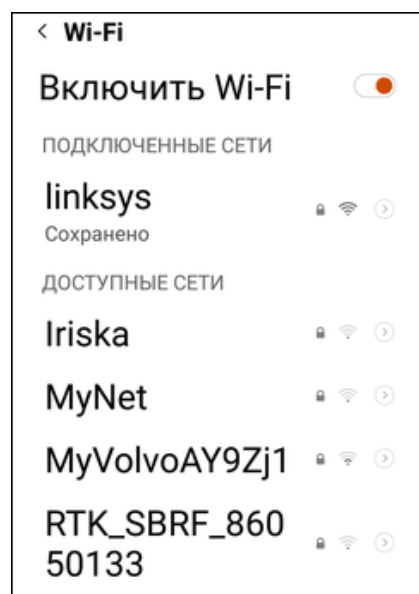 Wi-Fi
Включить Wi-Fi
ПОДКЛЮЧЕННЫЕ СЕТИ
linksys
Сохранено
ДОСТУПНЫЕ СЕТИ
Iriska
MyNet
MyVolvoAY9Zj1
RTK_SBRF_860
50133